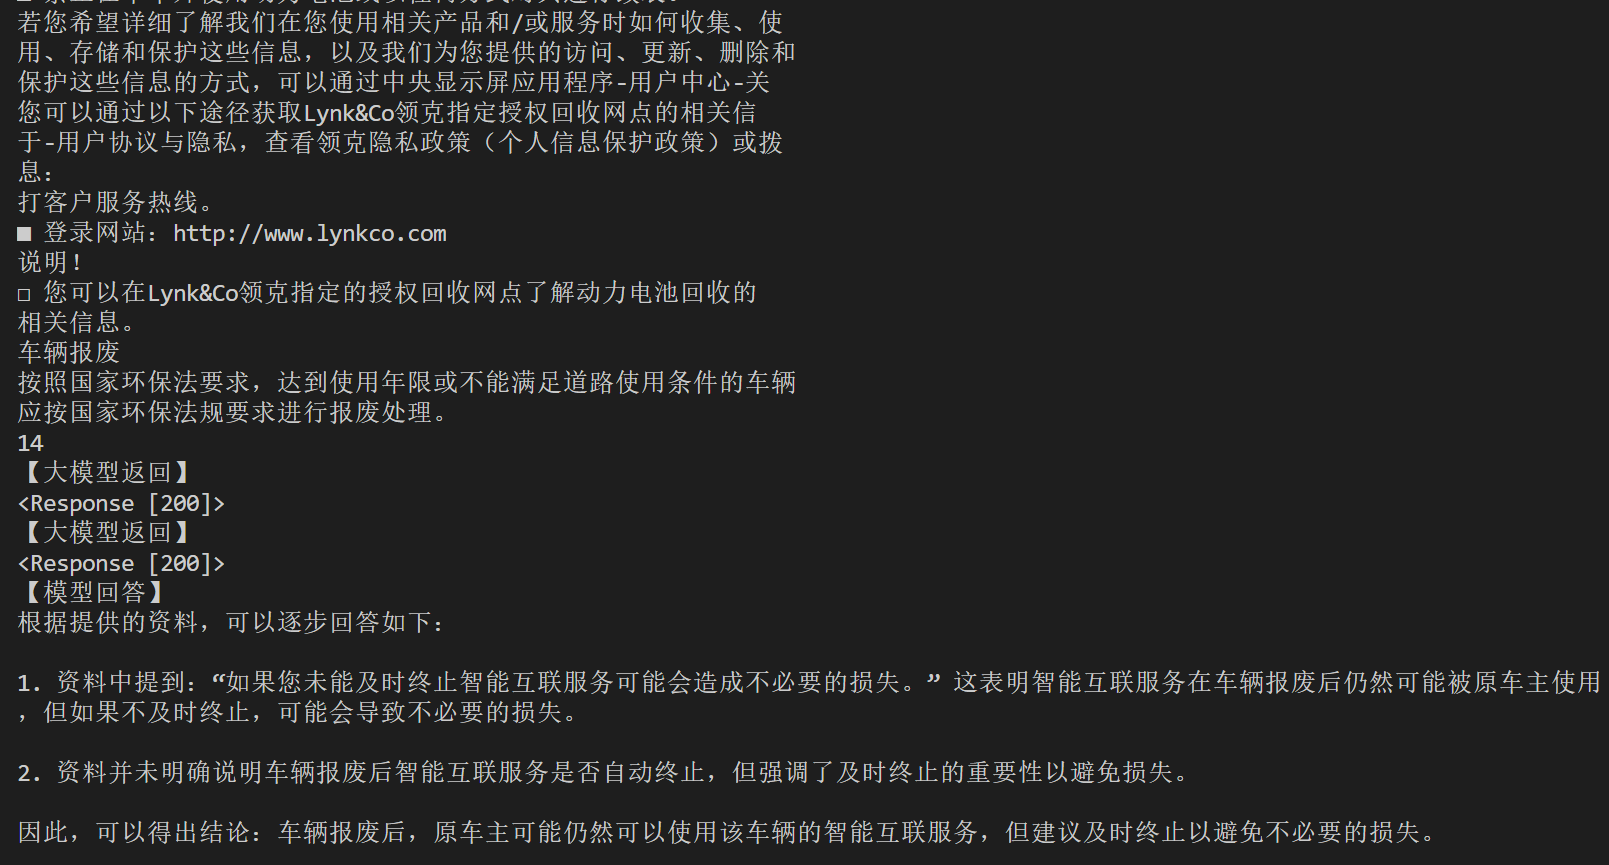 若您希望详细了解我们在您使用相关产品和/或服务时如何收集、使
用、存储和保护这些信息，以及我们为您提供的访问、更新、删除和
保护这些信息的方式，可以通过中央显示屏应用程序-用户中心-关
您可以通过以下途径获取Lynk&Co领克指定授权回收网点的相关信
于-用户协议与隐私，查看领克隐私政策（个人信息保护政策）或拨
息：
打客户服务热线。
■ 登录网站：http://www.lynkco.com
说明！
□ 您可以在Lynk&Co领克指定的授权回收网点了解动力电池回收的
相关信息。
车辆报废
按照国家环保法要求，达到使用年限或不能满足道路使用条件的车辆
应按国家环保法规要求进行报废处理。
14
【大模型返回】
<Response [200]>
【大模型返回】
<Response [200]>
【模型回答】
根据提供的资料，可以逐步回答如下：
1. 资料中提到：“如果您未能及时终止智能互联服务可能会造成不必要的损失。” 这表明智能互联服务在车辆报废后仍然可能被原车主使用
，但如果不及时终止，可能会导致不必要的损失。
2. 资料并未明确说明车辆报废后智能互联服务是否自动终止，但强调了及时终止的重要性以避免损失。
因此，可以得出结论：车辆报废后，原车主可能仍然可以使用该车辆的智能互联服务，但建议及时终止以避免不必要的损失。